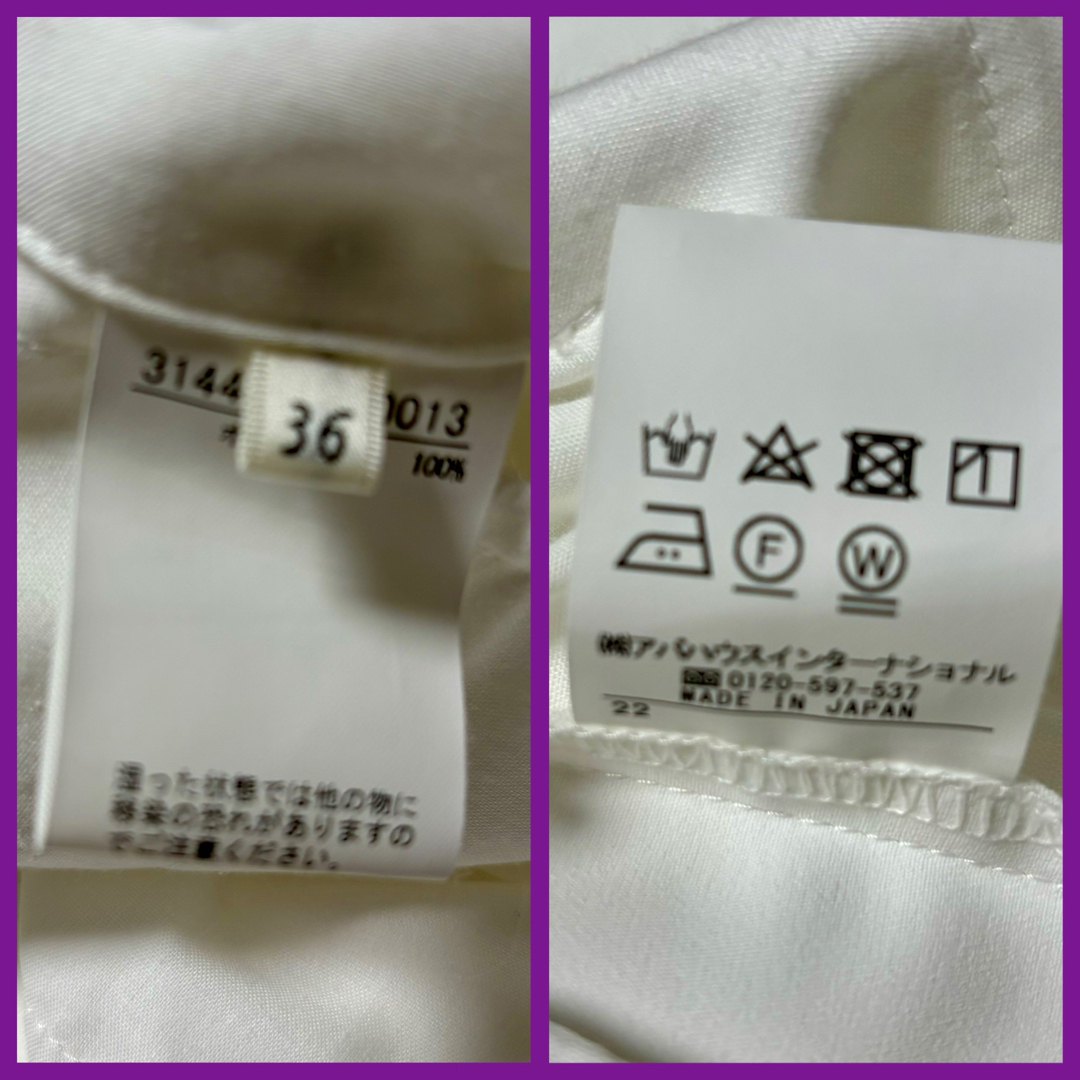 3144
0013
36
100%
湿った状態では他の物に
移染の恐れがありますの
でご注意ください。
F
W
㈱アバハウスインターナショナル
0120-597-537
MADE IN JAPAN
22